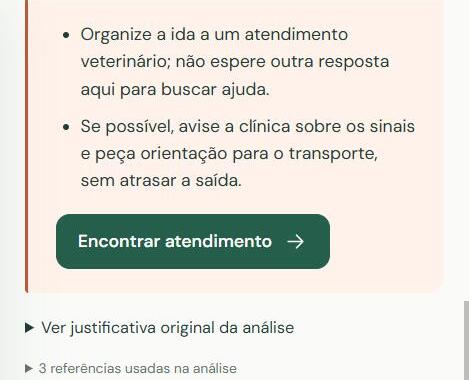 • Organize a ida a um atendimento
veterinário; não espere outra resposta
aqui para buscar ajuda.
• Se possível, avise a clínica sobre os sinais
e peça orientação para o transporte,
sem atrasar a saída.
Encontrar atendimento →
▶ Ver justificativa original da análise
▶ 3 referências usadas na análise